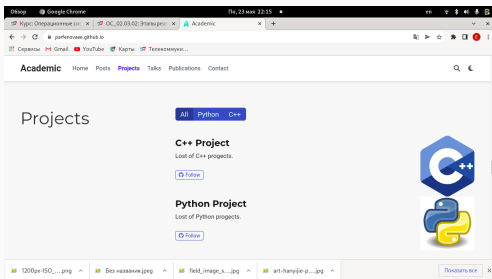 Обзор Google Chrome Пн, 23 мая 22:15 en
Курс: Операционные сис × ОС_02.03.02: Этапы реа × Academic × +
parfenovaee.github.io
Сервисы Gmail YouTube Карты Телекоммуни...
Academic Home Posts Projects Talks Publications Contact
Projects
All Python C++
C++ Project
Lost of C++ progects.
Follow
C++
Python Project
Lost of Python progects.
Follow
1200px-ISO_....png Без названия.jpeg field_image_s....jpg art-hanyijie-p....jpg Показать все ×